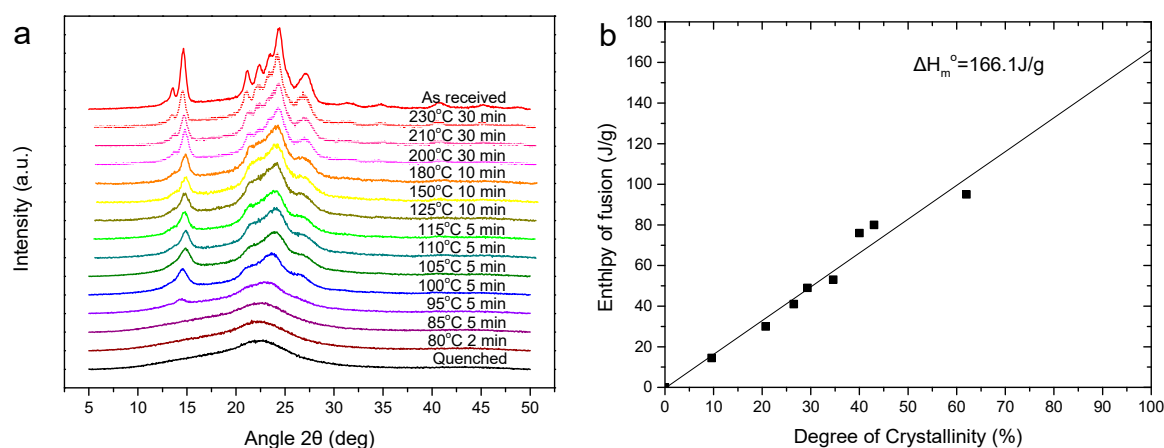 a
Intensity (a.u.)
As received
230°C 30 min
210°C 30 min
200°C 30 min
180°C 10 min
150°C 10 min
125°C 10 min
115°C 5 min
110°C 5 min
105°C 5 min
100°C 5 min
95°C 5 min
85°C 5 min
80°C 2 min
Quenched
5 10 15 20 25 30 35 40 45 50
Angle 2θ (deg)
b
Enthlpy of fusion (J/g)
180
160
140
120
100
80
60
40
20
0
ΔHm°=166.1J/g
0 10 20 30 40 50 60 70 80 90 100
Degree of Crystallinity (%)